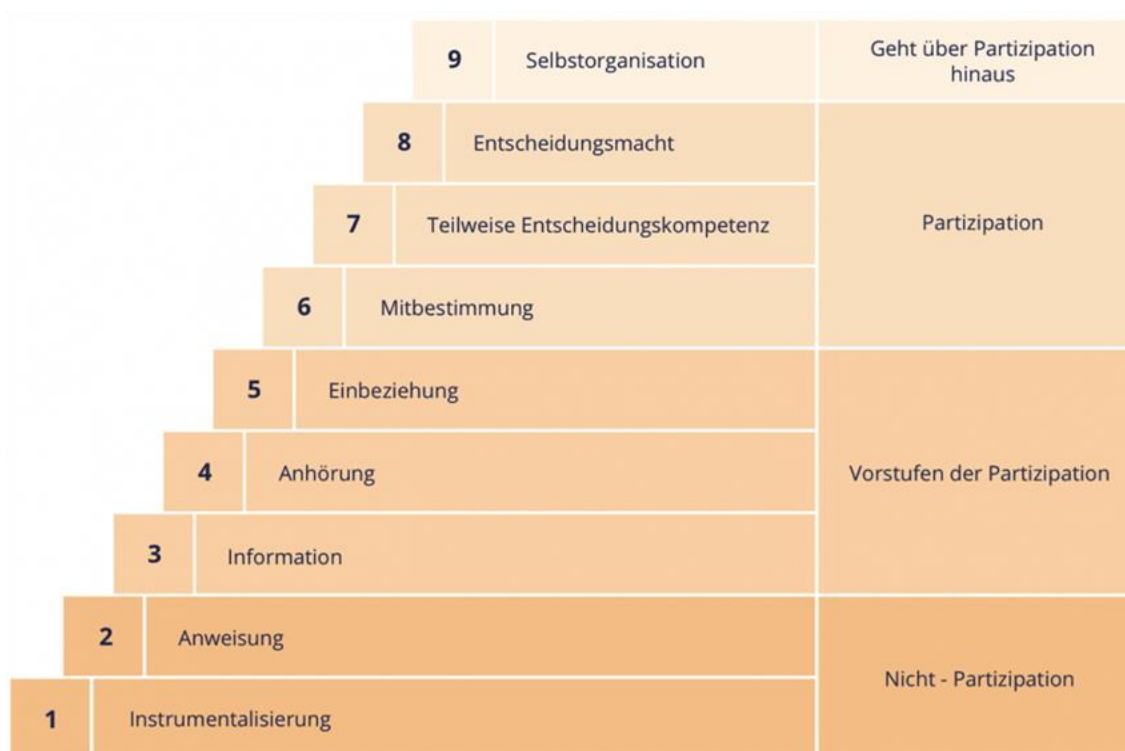 9 Selbstorganisation
Geht über Partizipation
hinaus
8 Entscheidungsmacht
7 Teilweise Entscheidungskompetenz
Partizipation
6 Mitbestimmung
5 Einbeziehung
4 Anhörung
Vorstufen der Partizipation
3 Information
2 Anweisung
Nicht - Partizipation
1 Instrumentalisierung